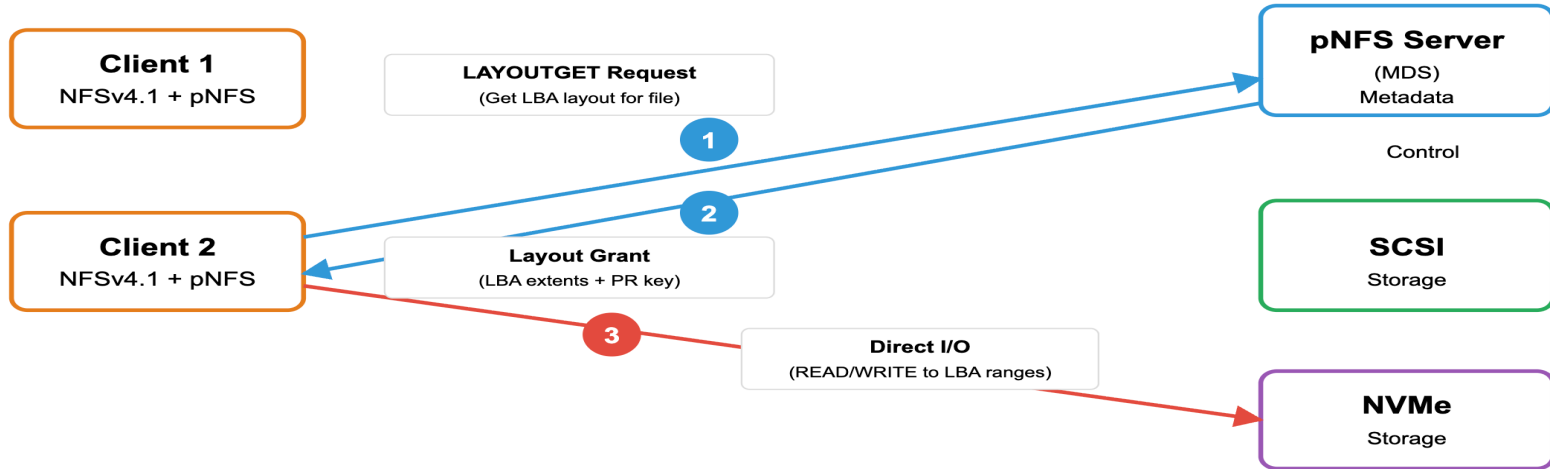 Client 1
NFSv4.1 + pNFS
LAYOUTGET Request
(Get LBA layout for file)
pNFS Server
(MDS)
Metadata
1
Control
2
Client 2
NFSv4.1 + pNFS
Layout Grant
(LBA extents + PR key)
SCSI
Storage
3
Direct I/O
(READ/WRITE to LBA ranges)
NVMe
Storage